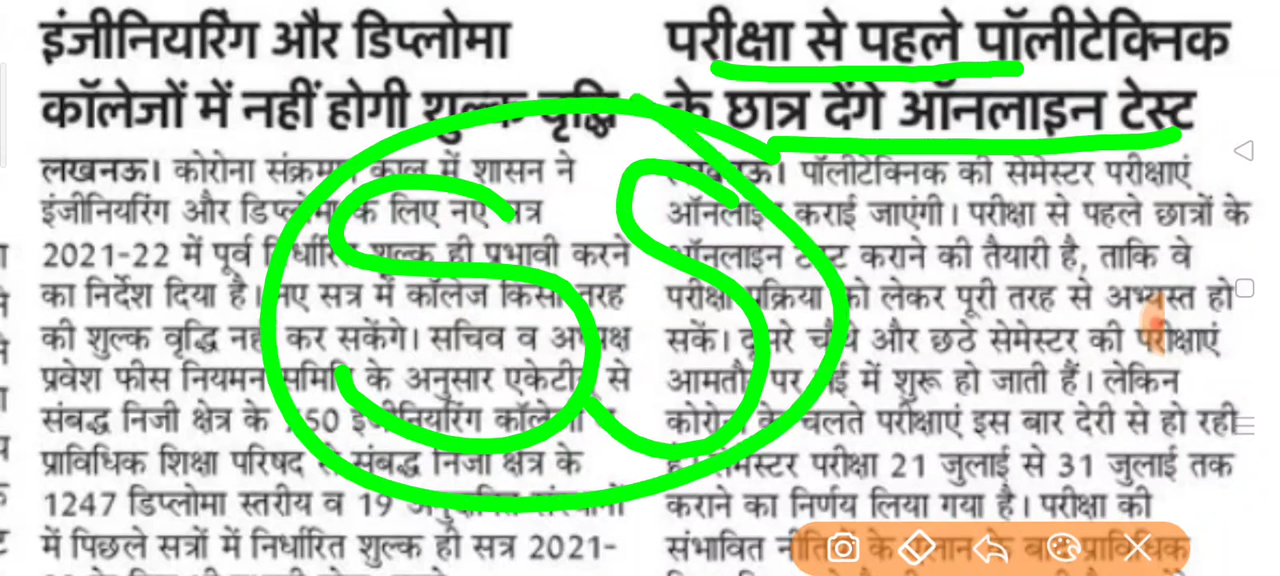 इंजीनियरिंग और डिप्लोमा
कॉलेजों में नहीं होगी शुल्क वृद्धि
लखनऊ। कोरोना संक्रमण काल में शासन ने
इंजीनियरिंग और डिप्लोमा के लिए नए सत्र
2021-22 में पूर्व निर्धारित शुल्क ही प्रभावी करने
का निर्देश दिया है। नए सत्र में कॉलेज किसी तरह
की शुल्क वृद्धि नहीं कर सकेंगे। सचिव व अध्यक्ष
प्रवेश फीस नियमन समिति के अनुसार एकेटीयू से
संबद्ध निजी क्षेत्र के इंजीनियरिंग कॉलेजों
प्राविधिक शिक्षा परिषद से संबद्ध निजी क्षेत्र के
1247 डिप्लोमा स्तरीय व 19
में पिछले सत्रों में निर्धारित शुल्क ही सत्र 2021-
परीक्षा से पहले पॉलीटेक्निक
के छात्र देंगे ऑनलाइन टेस्ट
लखनऊ। पॉलीटेक्निक की सेमेस्टर परीक्षाएं
ऑनलाइन कराई जाएंगी। परीक्षा से पहले छात्रों के
ऑनलाइन टेस्ट कराने की तैयारी है, ताकि वे
परीक्षा प्रक्रिया को लेकर पूरी तरह से अभ्यस्त हो
सकें। दूसरे चौथे और छठे सेमेस्टर की परीक्षाएं
आमतौर पर मई में शुरू हो जाती हैं। लेकिन
कोरोना के चलते परीक्षाएं इस बार देरी से हो रही
हैं। सेमेस्टर परीक्षा 21 जुलाई से 31 जुलाई तक
कराने का निर्णय लिया गया है। परीक्षा की
संभावित के बाद प्राविधिक
SS